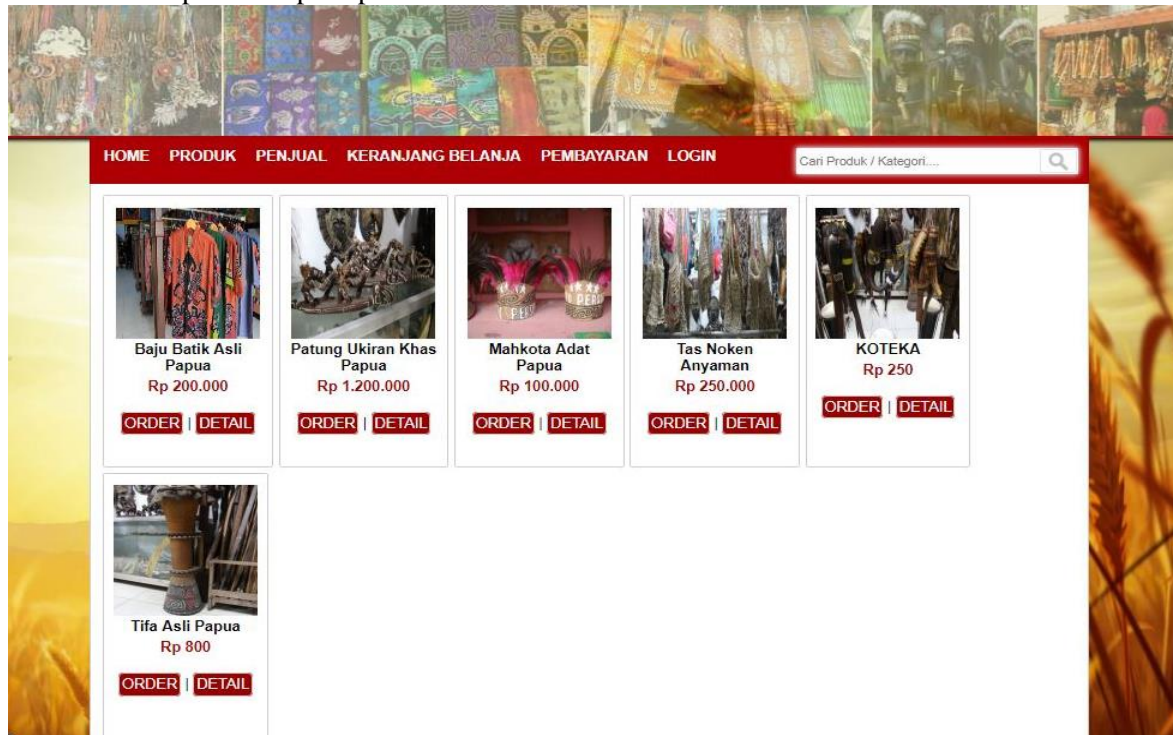 HOME PRODUK PENJUAL KERANJANG BELANJA PEMBAYARAN LOGIN
Cari Produk / Kategori....
Baju Batik Asli
Papua
Rp 200.000
ORDER | DETAIL
Patung Ukiran Khas
Papua
Rp 1.200.000
ORDER | DETAIL
Mahkota Adat
Papua
Rp 100.000
ORDER | DETAIL
Tas Noken
Anyaman
Rp 250.000
ORDER | DETAIL
KOTEKA
Rp 250
ORDER | DETAIL
Tifa Asli Papua
Rp 800
ORDER | DETAIL